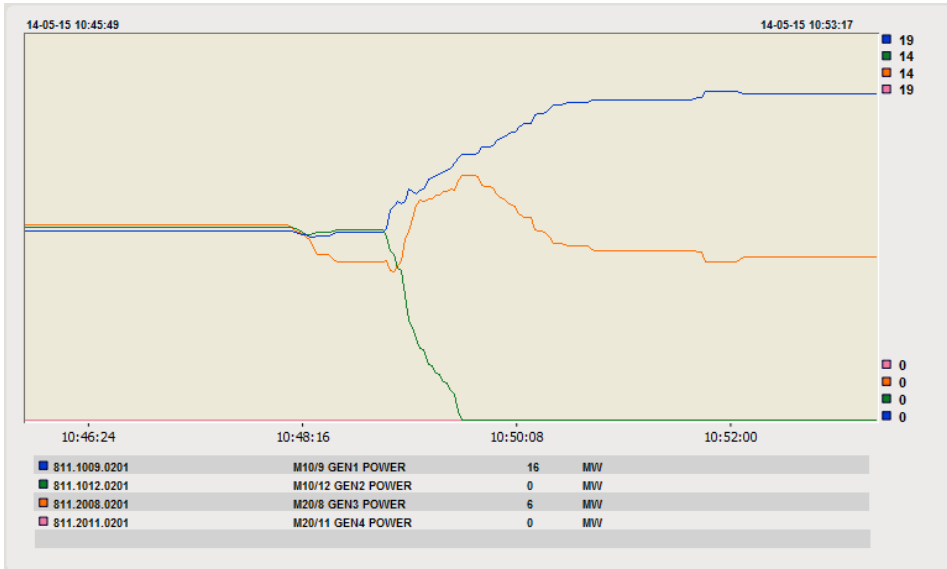 14-05-15 10:45:49 14-05-15 10:53:17
19
14
14
19
0
0
0
0
10:46:24 10:48:16 10:50:08 10:52:00
811.1009.0201 M10/9 GEN1 POWER 16 MW
811.1012.0201 M10/12 GEN2 POWER 0 MW
811.2008.0201 M20/8 GEN3 POWER 6 MW
811.2011.0201 M20/11 GEN4 POWER 0 MW